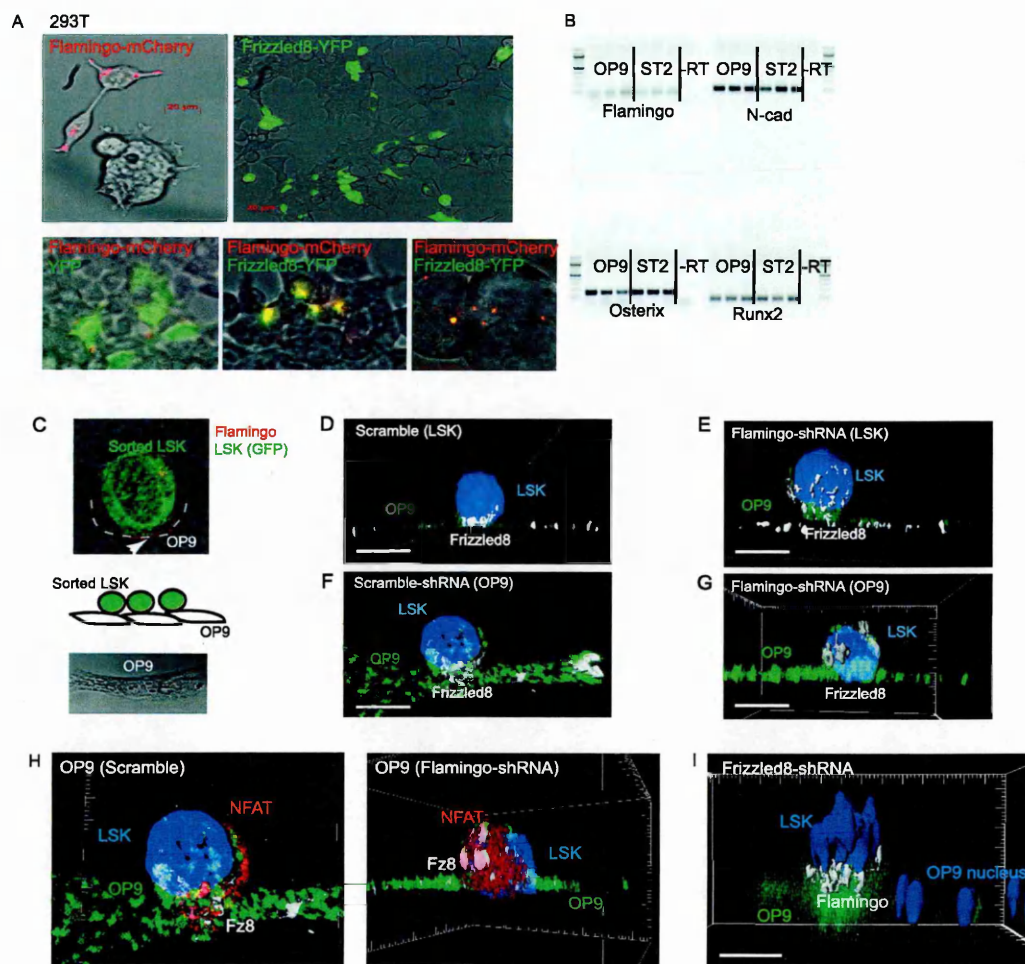 A 293T
Flamingo-mCherry
20 µm
Frizzled8-YFP
Flamingo-mCherry
YFP
Flamingo-mCherry
Frizzled8-YFP
Flamingo-mCherry
Frizzled8-YFP
B
OP9 ST2 -RT OP9 ST2 -RT
Flamingo N-cad
OP9 ST2 -RT OP9 ST2 -RT
Osterix Runx2
C
Sorted LSK
Flamingo
LSK (GFP)
OP9
Sorted LSK
OP9
OP9
D
Scramble (LSK)
LSK
OP9
Frizzled8
E
Flamingo-shRNA (LSK)
LSK
OP9
Frizzled8
F
Scramble-shRNA (OP9)
LSK
OP9
Frizzled8
G
Flamingo-shRNA (OP9)
LSK
OP9
Frizzled8
H
OP9 (Scramble)
NFAT
LSK
OP9
Fz8
OP9 (Flamingo-shRNA)
NFAT
Fz8
LSK
OP9
I
Frizzled8-shRNA
LSK
OP9 nucleus
Flamingo
OP9